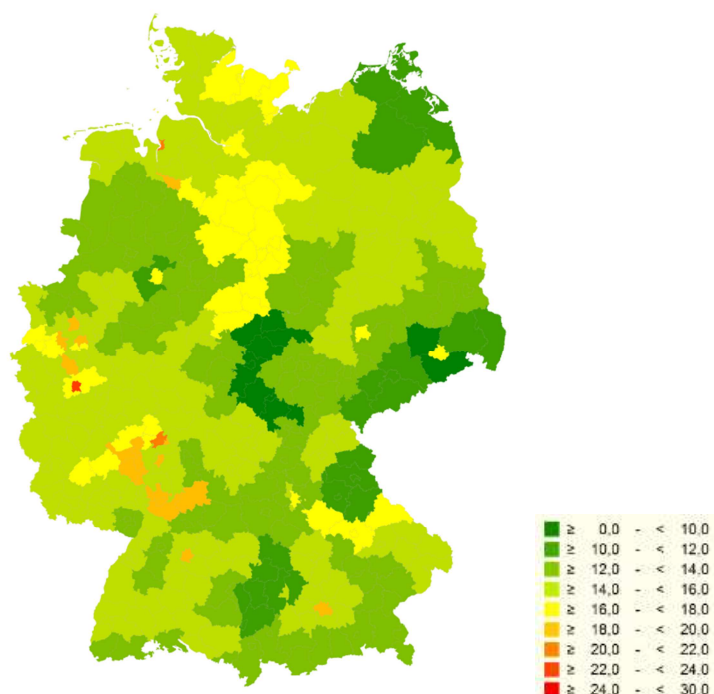 ≥ 0,0 - < 10,0
≥ 10,0 - < 12,0
≥ 12,0 - < 14,0
≥ 14,0 - < 16,0
≥ 16,0 - < 18,0
≥ 18,0 - < 20,0
≥ 20,0 - < 22,0
≥ 22,0 - < 24,0
≥ 24,0 - < 30,0